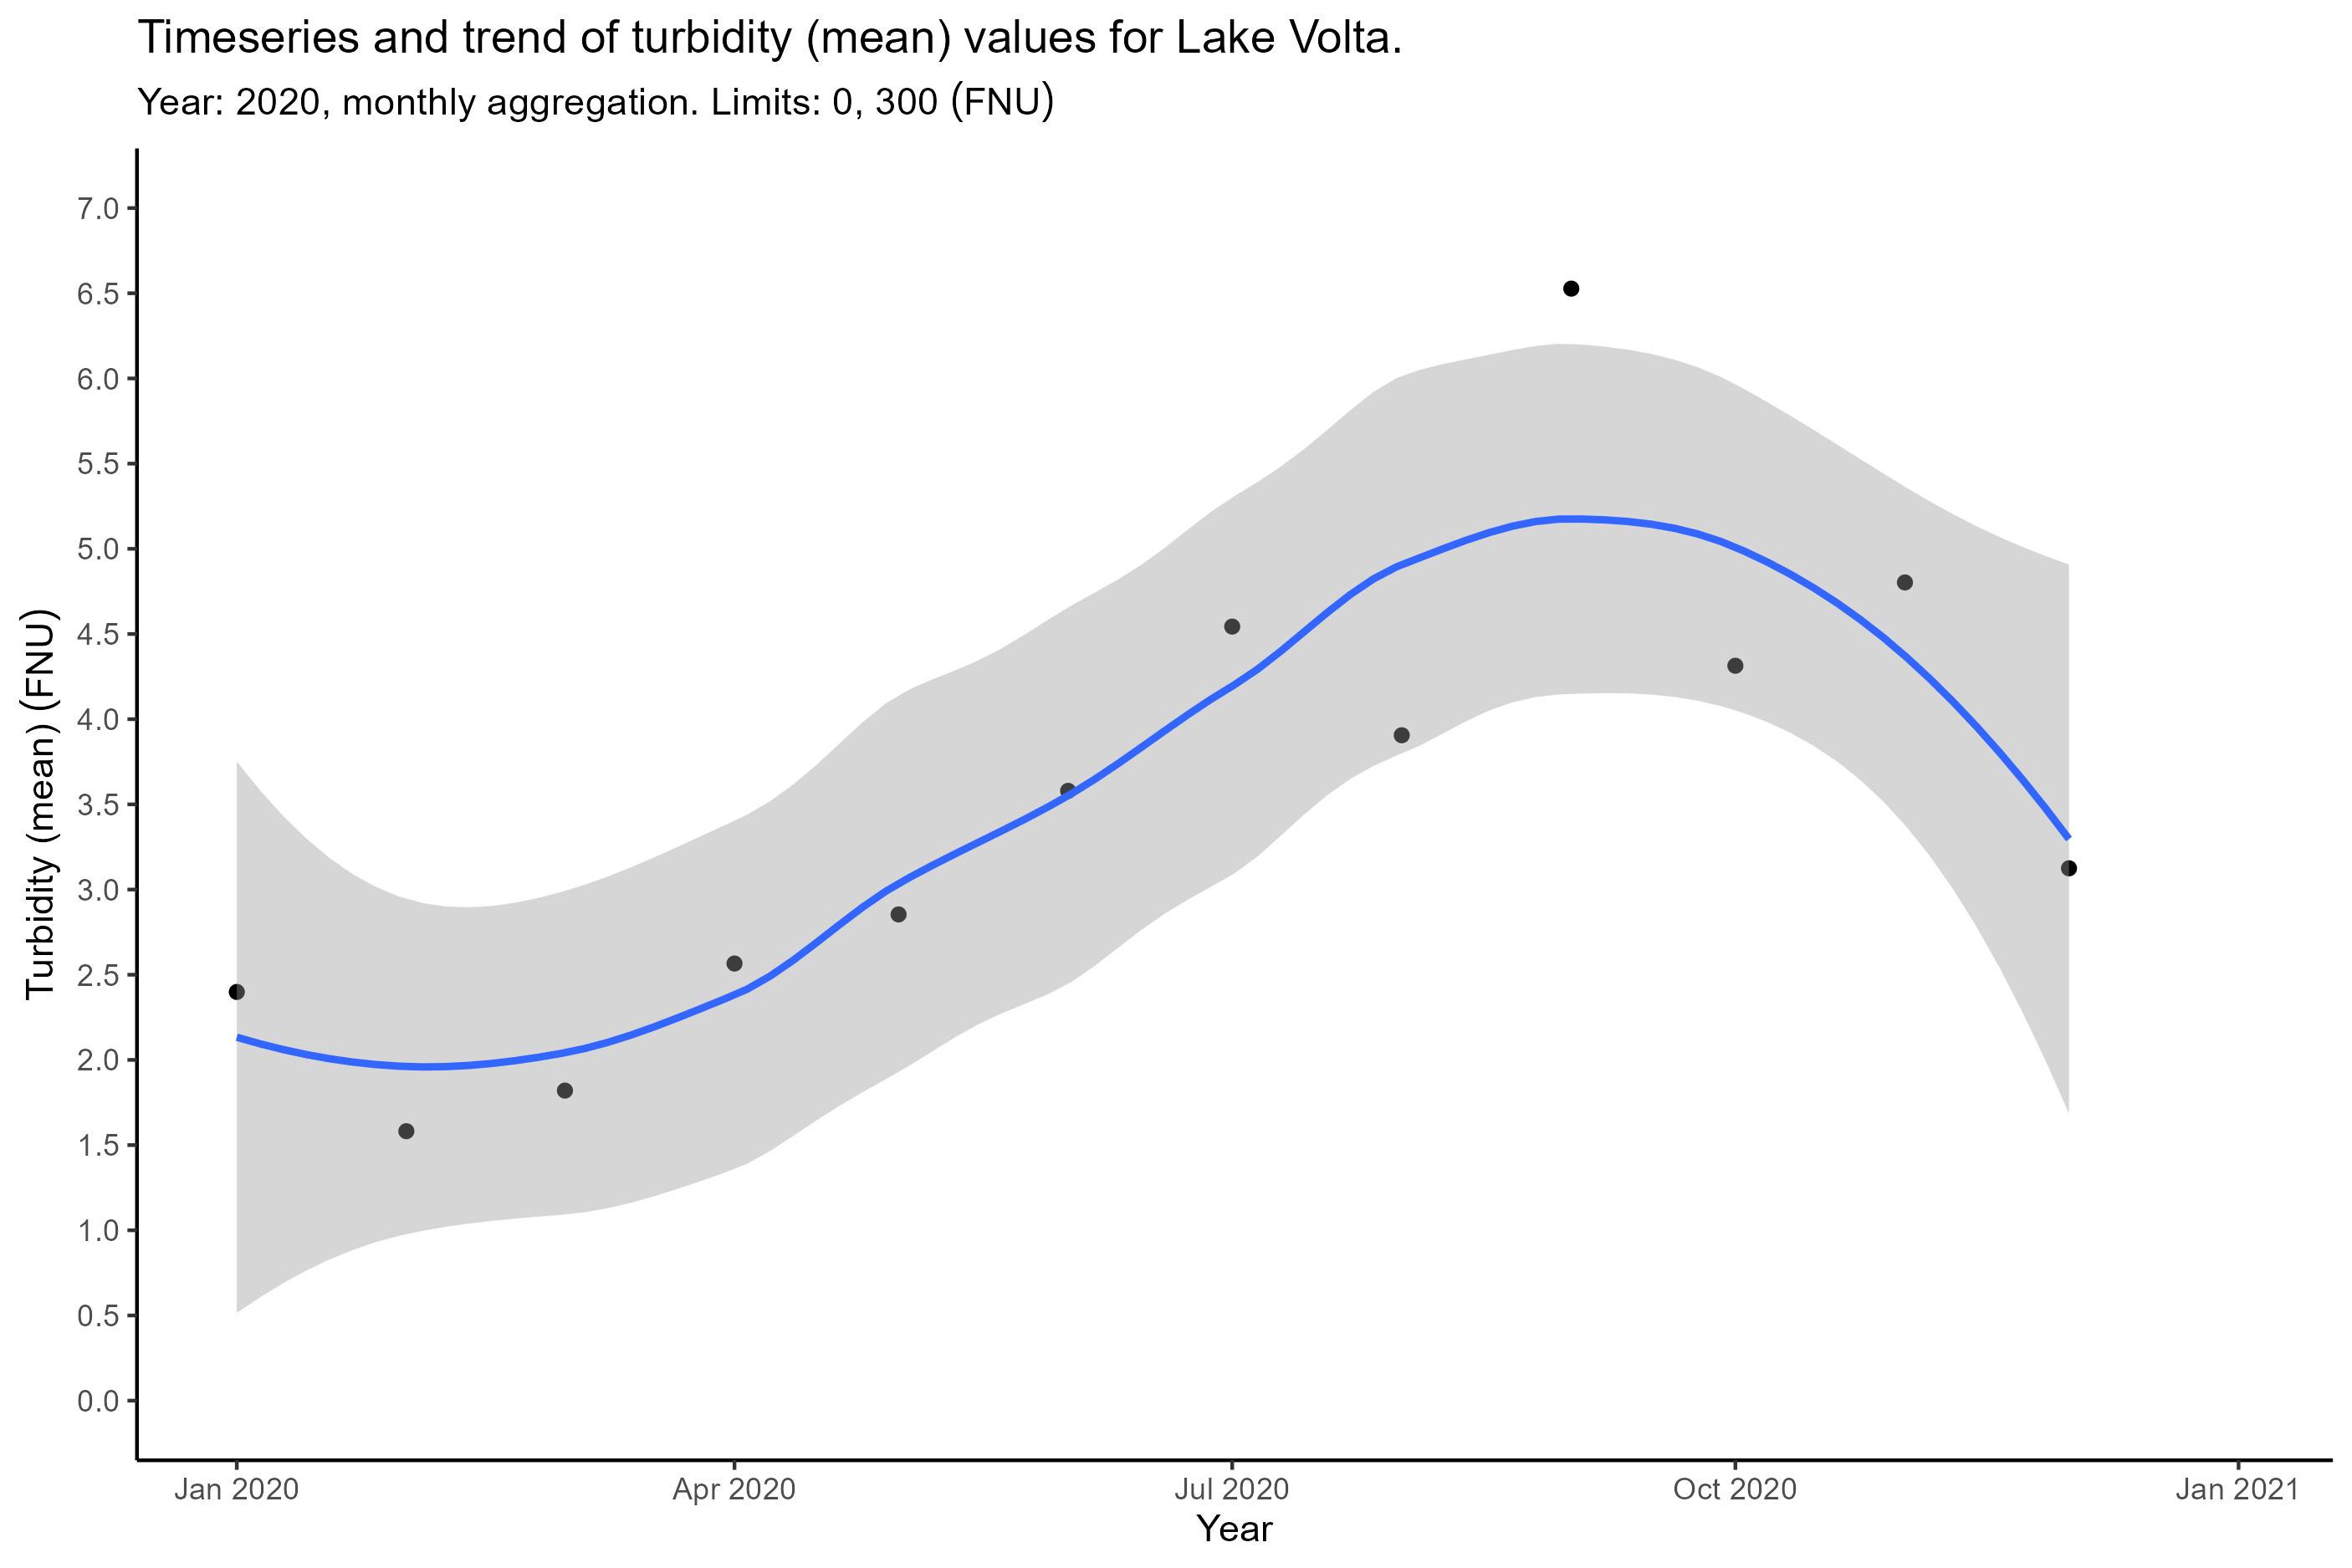 Timeseries and trend of turbidity (mean) values for Lake Volta.
Year: 2020, monthly aggregation. Limits: 0, 300 (FNU)
Turbidity (mean) (FNU)
7.0
6.5
6.0
5.5
5.0
4.5
4.0
3.5
3.0
2.5
2.0
1.5
1.0
0.5
0.0
Jan 2020
Apr 2020
Jul 2020
Oct 2020
Jan 2021
Year